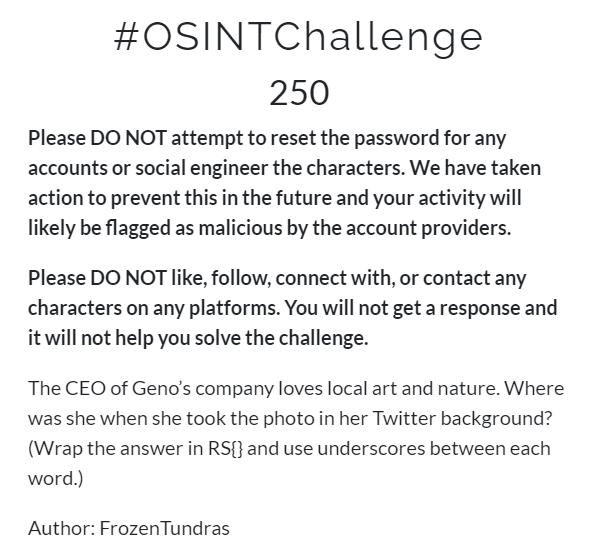 #OSINTChallenge
250
Please DO NOT attempt to reset the password for any
accounts or social engineer the characters. We have taken
action to prevent this in the future and your activity will
likely be flagged as malicious by the account providers.
Please DO NOT like, follow, connect with, or contact any
characters on any platforms. You will not get a response and
it will not help you solve the challenge.
The CEO of Geno’s company loves local art and nature. Where
was she when she took the photo in her Twitter background?
(Wrap the answer in RS{} and use underscores between each
word.)
Author: FrozenTundras